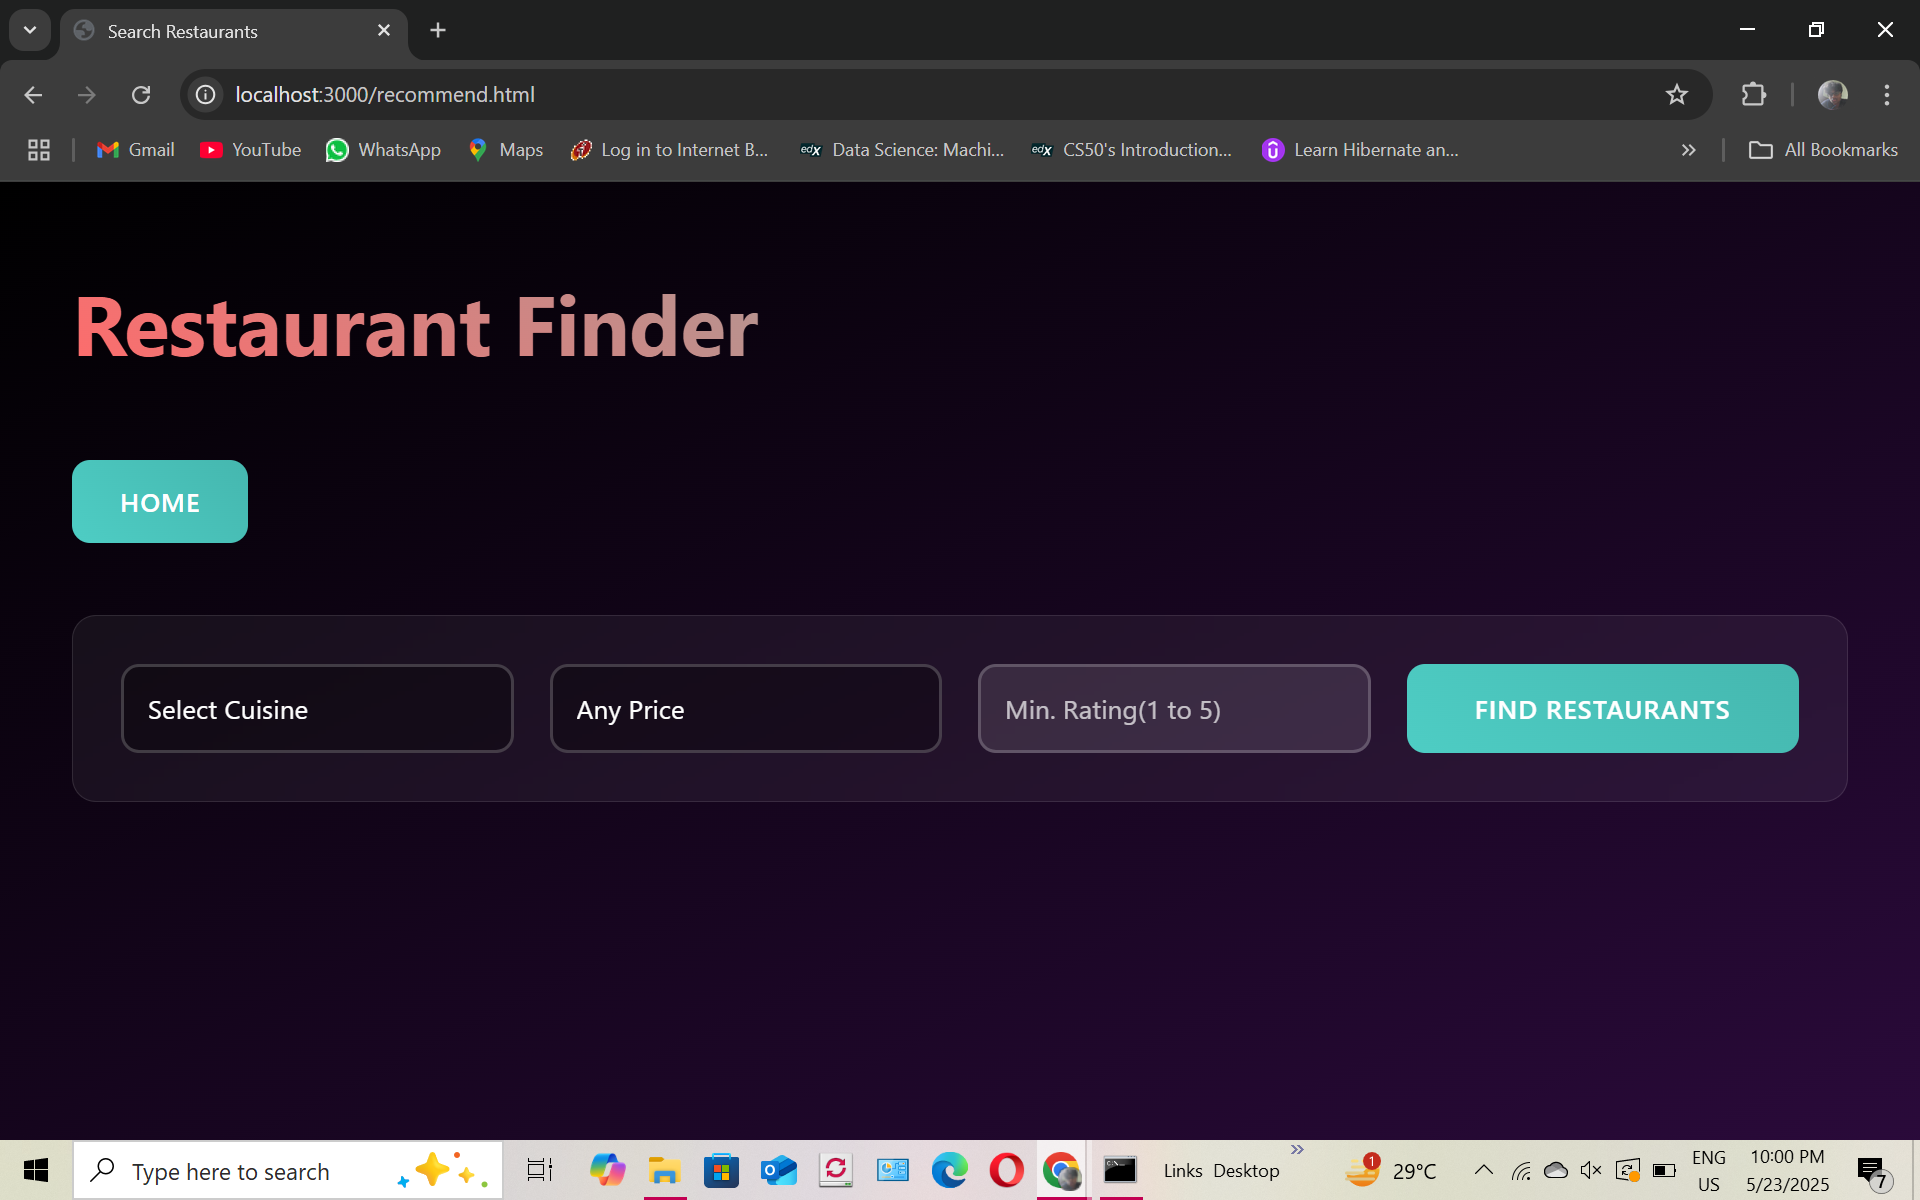 Search Restaurants
localhost:3000/recommend.html
Gmail YouTube WhatsApp Maps Log in to Internet B... edx Data Science: Machi... edx CS50's Introduction... Learn Hibernate an... All Bookmarks
Restaurant Finder
HOME
Select Cuisine Any Price Min. Rating(1 to 5) FIND RESTAURANTS
Type here to search Links Desktop 1 29°C ENG US 10:00 PM 5/23/2025 7